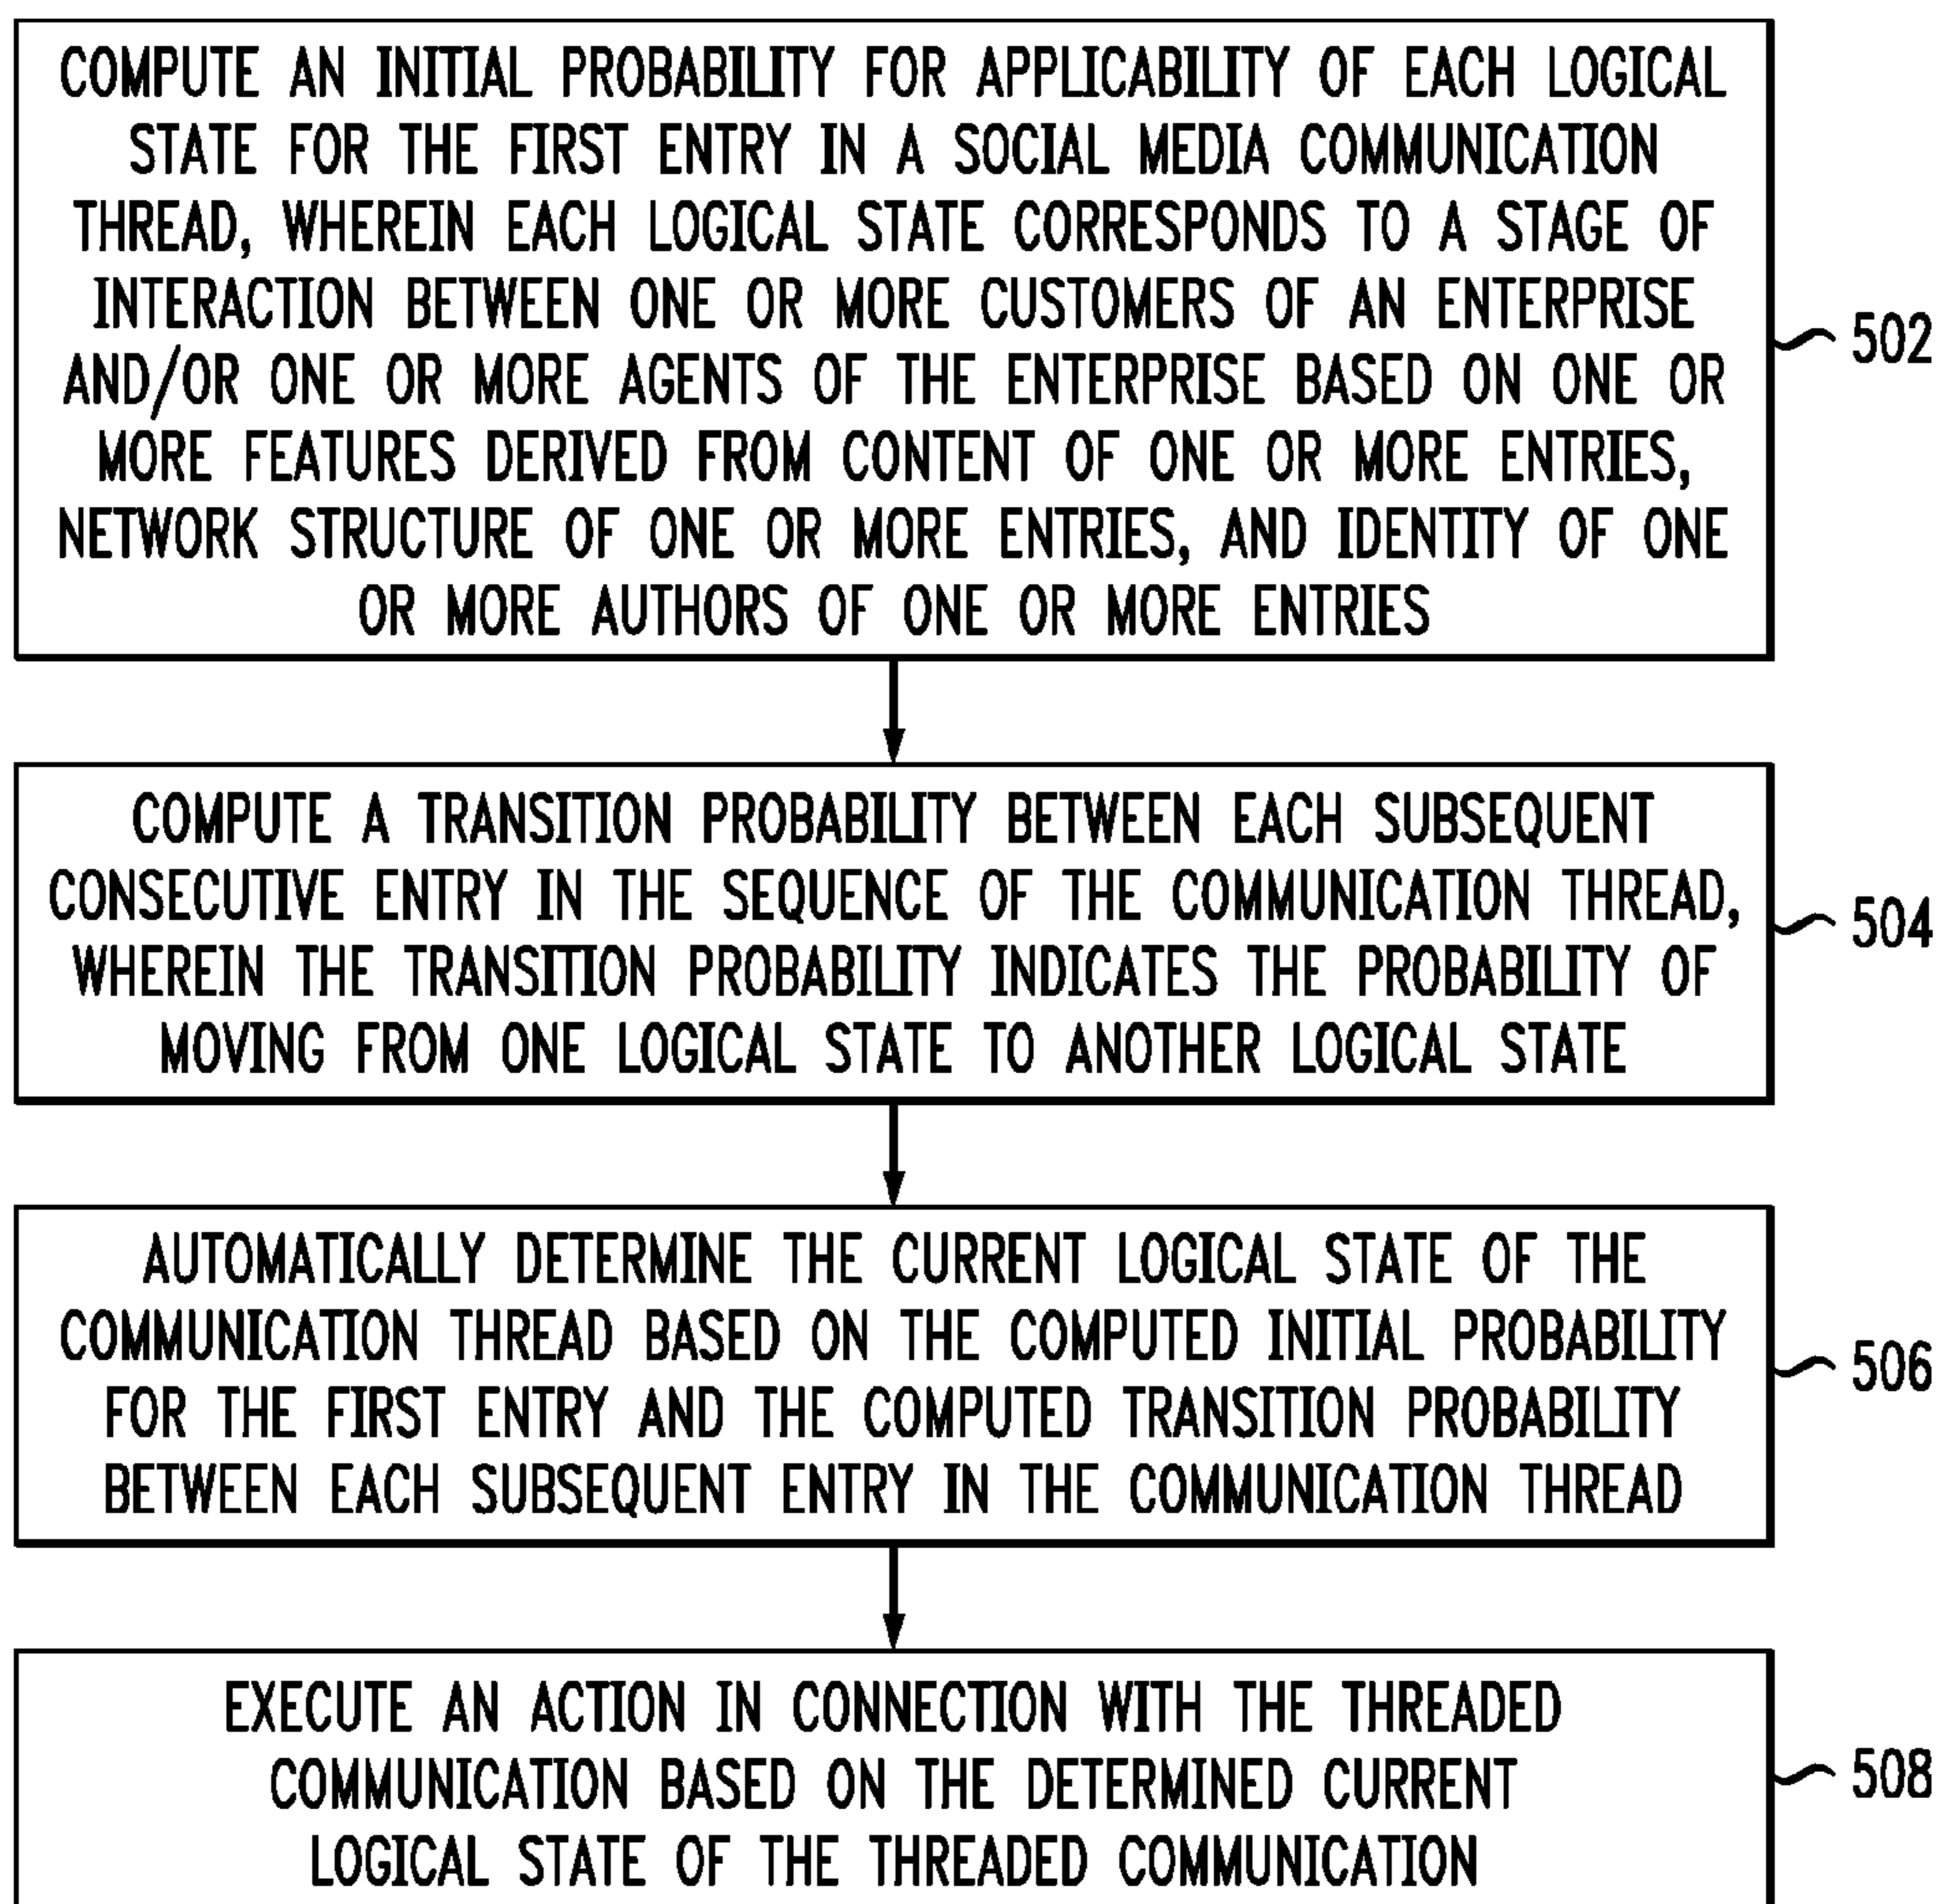 COMPUTE AN INITIAL PROBABILITY FOR APPLICABILITY OF EACH LOGICAL
STATE FOR THE FIRST ENTRY IN A SOCIAL MEDIA COMMUNICATION
THREAD, WHEREIN EACH LOGICAL STATE CORRESPONDS TO A STAGE OF
INTERACTION BETWEEN ONE OR MORE CUSTOMERS OF AN ENTERPRISE
AND/OR ONE OR MORE AGENTS OF THE ENTERPRISE BASED ON ONE OR
MORE FEATURES DERIVED FROM CONTENT OF ONE OR MORE ENTRIES,
NETWORK STRUCTURE OF ONE OR MORE ENTRIES, AND IDENTITY OF ONE
OR MORE AUTHORS OF ONE OR MORE ENTRIES
502
COMPUTE A TRANSITION PROBABILITY BETWEEN EACH SUBSEQUENT
CONSECUTIVE ENTRY IN THE SEQUENCE OF THE COMMUNICATION THREAD,
WHEREIN THE TRANSITION PROBABILITY INDICATES THE PROBABILITY OF
MOVING FROM ONE LOGICAL STATE TO ANOTHER LOGICAL STATE
504
AUTOMATICALLY DETERMINE THE CURRENT LOGICAL STATE OF THE
COMMUNICATION THREAD BASED ON THE COMPUTED INITIAL PROBABILITY
FOR THE FIRST ENTRY AND THE COMPUTED TRANSITION PROBABILITY
BETWEEN EACH SUBSEQUENT ENTRY IN THE COMMUNICATION THREAD
506
EXECUTE AN ACTION IN CONNECTION WITH THE THREADED
COMMUNICATION BASED ON THE DETERMINED CURRENT
LOGICAL STATE OF THE THREADED COMMUNICATION
508